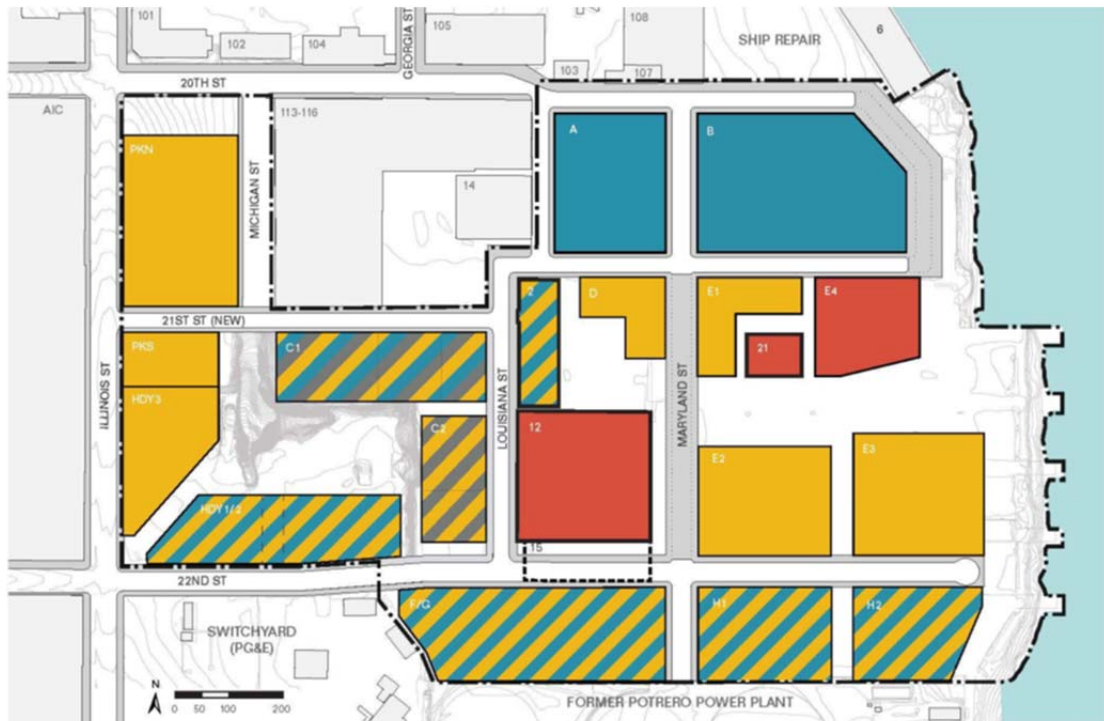 101
102
104
GEORGIA ST
105
108
SHIP REPAIR
6
103
107
20TH ST
AIC
113-116
PKN
MICHIGAN ST
14
A
B
21ST ST (NEW)
2
D
E1
E4
PKS
C1
21
ILLINOIS ST
HDY3
LOUISIANA ST
MARYLAND ST
C2
12
E2
E3
HDY1/2
15
22ND ST
F/G
H1
H2
SWITCHYARD
(PG&E)
N
0 50 100 200
FORMER POTRERO POWER PLANT